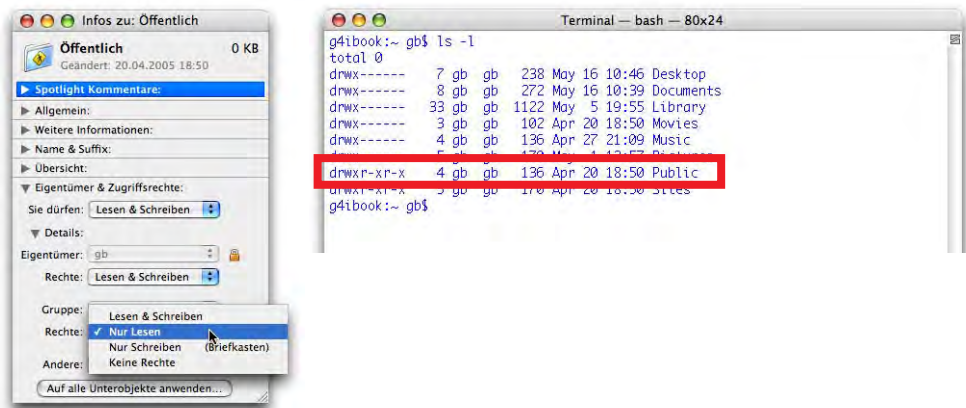 Infos zu: Öffentlich
Öffentlich 0 KB
Geändert: 20.04.2005 18:50
Spotlight Kommentare:
Allgemein:
Weitere Informationen:
Name & Suffix:
Übersicht:
Eigentümer & Zugriffsrechte:
Sie dürfen: Lesen & Schreiben
Details:
Eigentümer: gb
Rechte: Lesen & Schreiben
Gruppe:
Lesen & Schreiben
Rechte: ✓ Nur Lesen
Nur Schreiben (Briefkasten)
Keine Rechte
Andere:
Auf alle Unterobjekte anwenden...
Terminal — bash — 80x24
g4ibook:~ gb$ ls -l
total 0
drwx------ 7 gb gb 238 May 16 10:46 Desktop
drwx------ 8 gb gb 272 May 16 10:39 Documents
drwx------ 33 gb gb 1122 May 5 19:55 Library
drwx------ 3 gb gb 102 Apr 20 18:50 Movies
drwx------ 4 gb gb 136 Apr 27 21:09 Music
drwxr-xr-x 4 gb gb 136 Apr 20 18:50 Public
drwxr-xr-x 5 gb gb 170 Apr 20 18:50 Sites
g4ibook:~ gb$